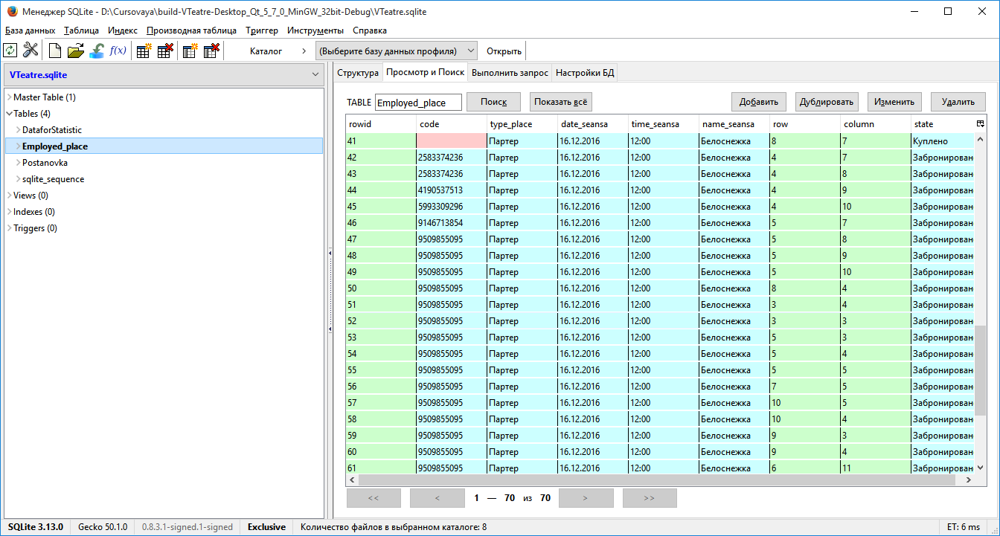 Менеджер SQLite - D:\Cursovaya\build-VTeatre-Desktop_Qt_5_7_0_MinGW_32bit-Debug\VTeatre.sqlite
База данных Таблица Индекс Производная таблица Триггер Инструменты Справка
f(x) Каталог > (Выберите базу данных профиля) Открыть
VTeatre.sqlite
Master Table (1)
Tables (4)
DataforStatistic
Employed_place
Postanovka
sqlite_sequence
Views (0)
Indexes (0)
Triggers (0)
Структура Просмотр и Поиск Выполнить запрос Настройки БД
TABLE Employed_place Поиск Показать всё Добавить Дублировать Изменить Удалить
rowid code type_place date_seansa time_seansa name_seansa row column state
41 Партер 16.12.2016 12:00 Белоснежка 8 7 Куплено
42 2583374236 Партер 16.12.2016 12:00 Белоснежка 4 7 Забронирован
43 2583374236 Партер 16.12.2016 12:00 Белоснежка 4 8 Забронирован
44 4190537513 Партер 16.12.2016 12:00 Белоснежка 4 9 Забронирован
45 5993309296 Партер 16.12.2016 12:00 Белоснежка 4 10 Забронирован
46 9146713854 Партер 16.12.2016 12:00 Белоснежка 5 7 Забронирован
47 9509855095 Партер 16.12.2016 12:00 Белоснежка 5 8 Забронирован
48 9509855095 Партер 16.12.2016 12:00 Белоснежка 5 9 Забронирован
49 9509855095 Партер 16.12.2016 12:00 Белоснежка 5 10 Забронирован
50 9509855095 Партер 16.12.2016 12:00 Белоснежка 8 4 Забронирован
51 9509855095 Партер 16.12.2016 12:00 Белоснежка 3 4 Забронирован
52 9509855095 Партер 16.12.2016 12:00 Белоснежка 3 3 Забронирован
53 9509855095 Партер 16.12.2016 12:00 Белоснежка 5 3 Забронирован
54 9509855095 Партер 16.12.2016 12:00 Белоснежка 5 4 Забронирован
55 9509855095 Партер 16.12.2016 12:00 Белоснежка 5 5 Забронирован
56 9509855095 Партер 16.12.2016 12:00 Белоснежка 7 5 Забронирован
57 9509855095 Партер 16.12.2016 12:00 Белоснежка 10 5 Забронирован
58 9509855095 Партер 16.12.2016 12:00 Белоснежка 10 4 Забронирован
59 9509855095 Партер 16.12.2016 12:00 Белоснежка 9 3 Забронирован
60 9509855095 Партер 16.12.2016 12:00 Белоснежка 9 4 Забронирован
61 9509855095 Партер 16.12.2016 12:00 Белоснежка 6 11 Забронирован
<< < 1 — 70 из 70 > >>
SQLite 3.13.0 Gecko 50.1.0 0.8.3.1-signed.1-signed Exclusive Количество файлов в выбранном каталоге: 8 ET: 6 ms